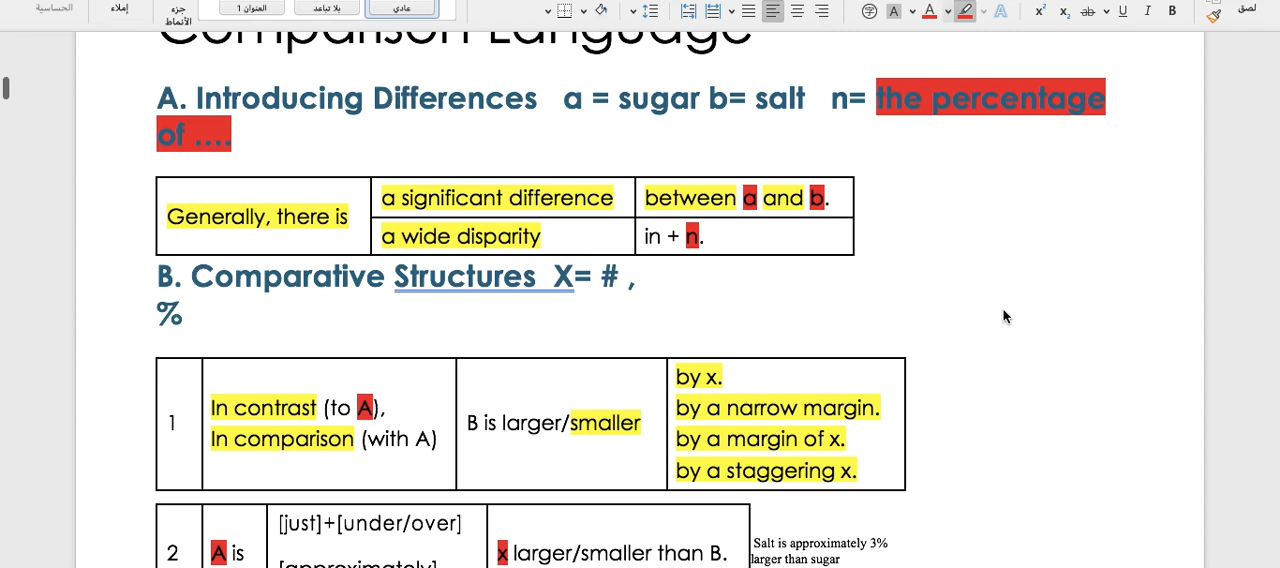 الحساسية
إملاء
جزء
الأنماط
العنوان 1
بلا تباعد
عادي
A A A x² x₂ ab U I B
لصق
Comparison Language
A. Introducing Differences a = sugar b= salt n= the percentage
of ....
Generally, there is
a significant difference
between a and b.
a wide disparity
in + n.
B. Comparative Structures X= # ,
%
1
In contrast (to A),
In comparison (with A)
B is larger/smaller
by x.
by a narrow margin.
by a margin of x.
by a staggering x.
2
A is
[just]+[under/over]
[approximately]
x larger/smaller than B.
Salt is approximately 3%
larger than sugar